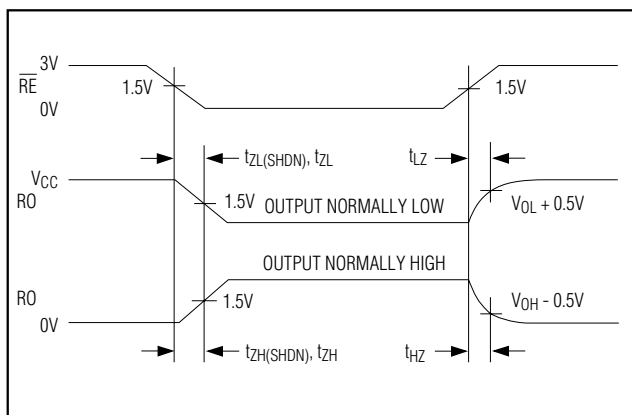 3V
R̅E̅
1.5V
1.5V
0V
tZL(SHDN), tZL
tLZ
VCC
RO
1.5V
OUTPUT NORMALLY LOW
VOL + 0.5V
OUTPUT NORMALLY HIGH
RO
1.5V
VOH - 0.5V
0V
tZH(SHDN), tZH
tHZ